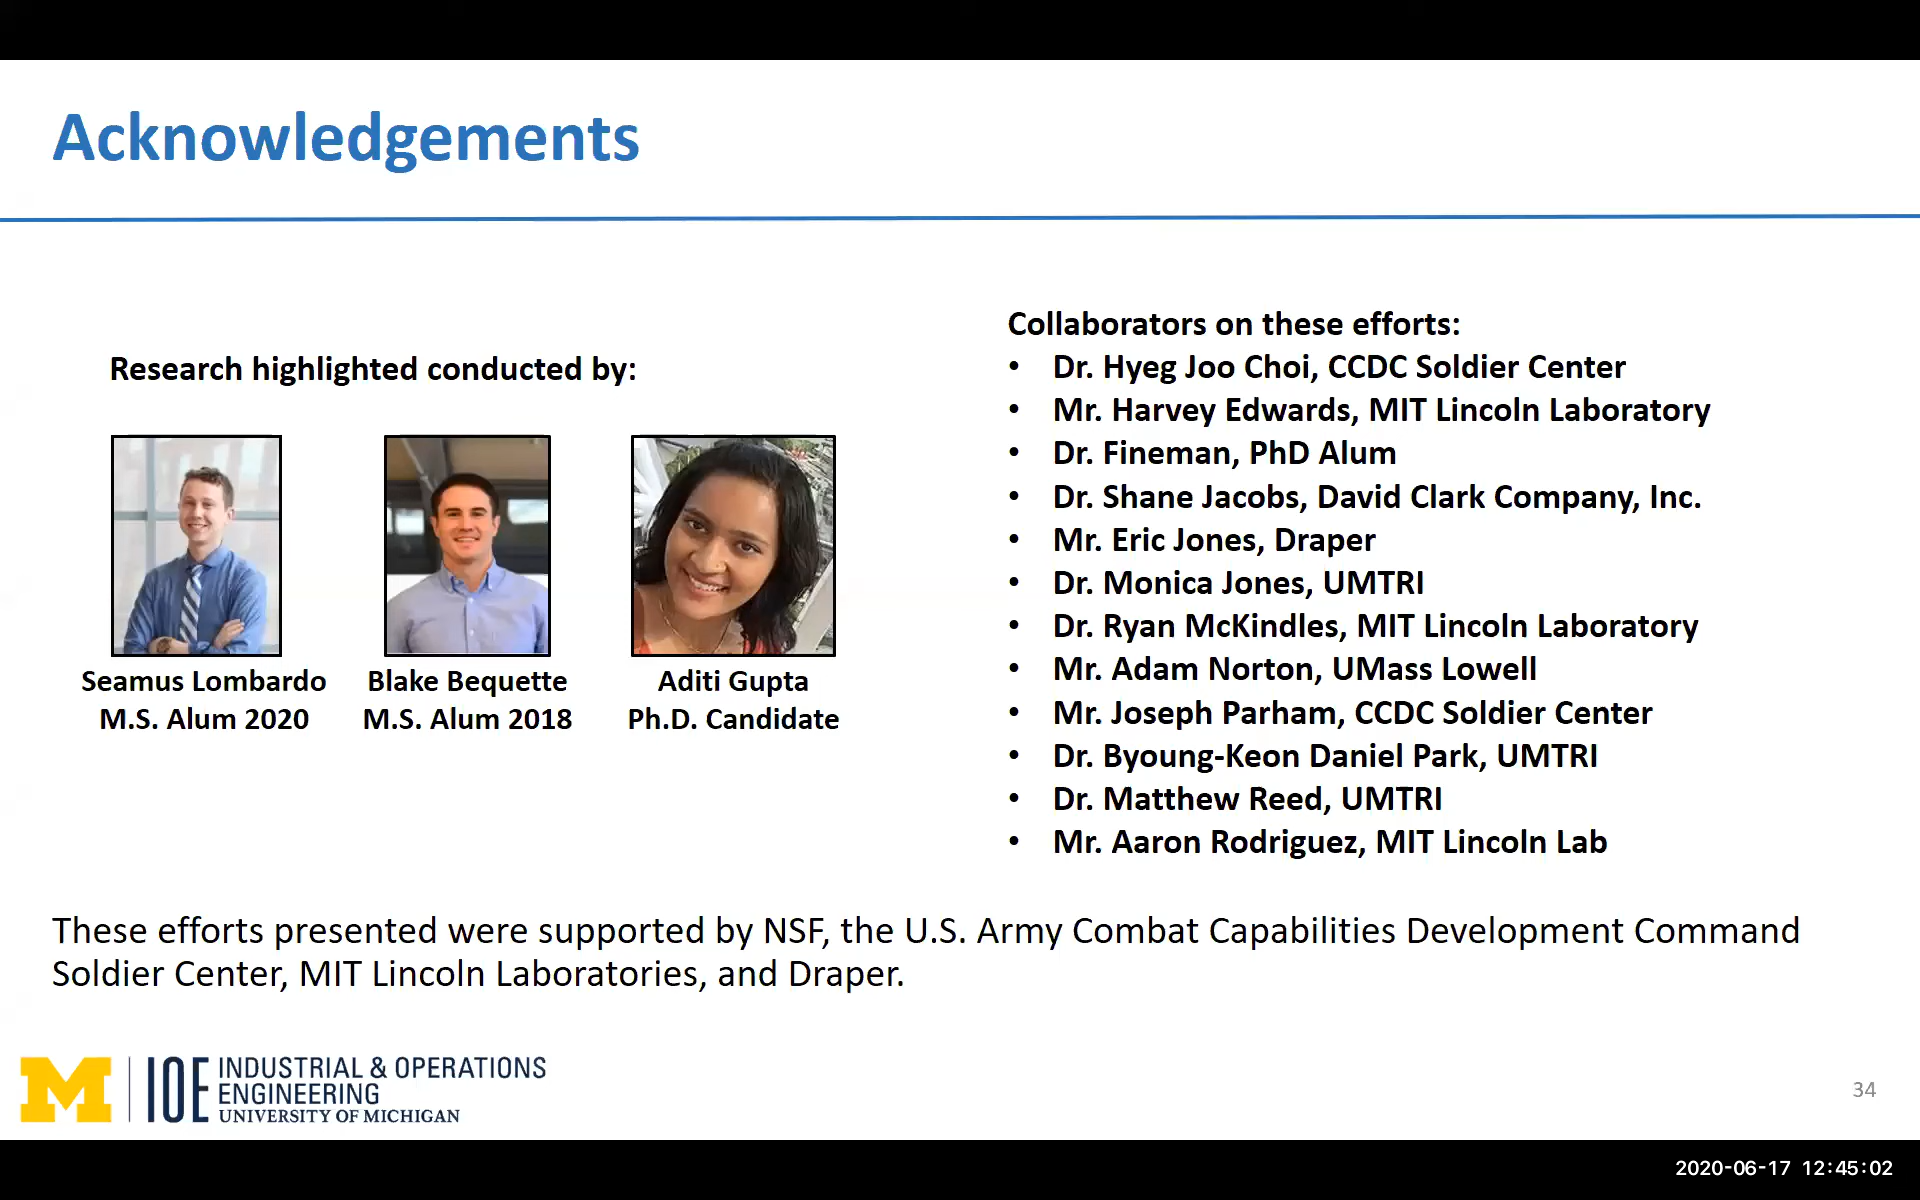 Acknowledgements
Research highlighted conducted by:
Seamus Lombardo
M.S. Alum 2020
Blake Bequette
M.S. Alum 2018
Aditi Gupta
Ph.D. Candidate
Collaborators on these efforts:
• Dr. Hyeg Joo Choi, CCDC Soldier Center
• Mr. Harvey Edwards, MIT Lincoln Laboratory
• Dr. Fineman, PhD Alum
• Dr. Shane Jacobs, David Clark Company, Inc.
• Mr. Eric Jones, Draper
• Dr. Monica Jones, UMTRI
• Dr. Ryan McKindles, MIT Lincoln Laboratory
• Mr. Adam Norton, UMass Lowell
• Mr. Joseph Parham, CCDC Soldier Center
• Dr. Byoung-Keon Daniel Park, UMTRI
• Dr. Matthew Reed, UMTRI
• Mr. Aaron Rodriguez, MIT Lincoln Lab
These efforts presented were supported by NSF, the U.S. Army Combat Capabilities Development Command
Soldier Center, MIT Lincoln Laboratories, and Draper.
M IOE INDUSTRIAL & OPERATIONS
ENGINEERING
UNIVERSITY OF MICHIGAN
34
2020-06-17 12:45:02